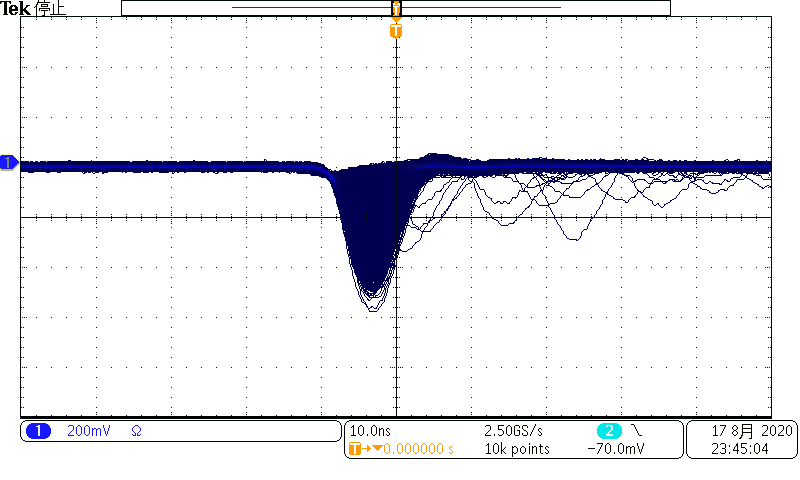 Tek 停止
T
T
1
1 200mV Ω
10.0ns 2.50GS/s 2
T→▼0.000000 s 10k points −70.0mV
17 8月 2020
23:45:04